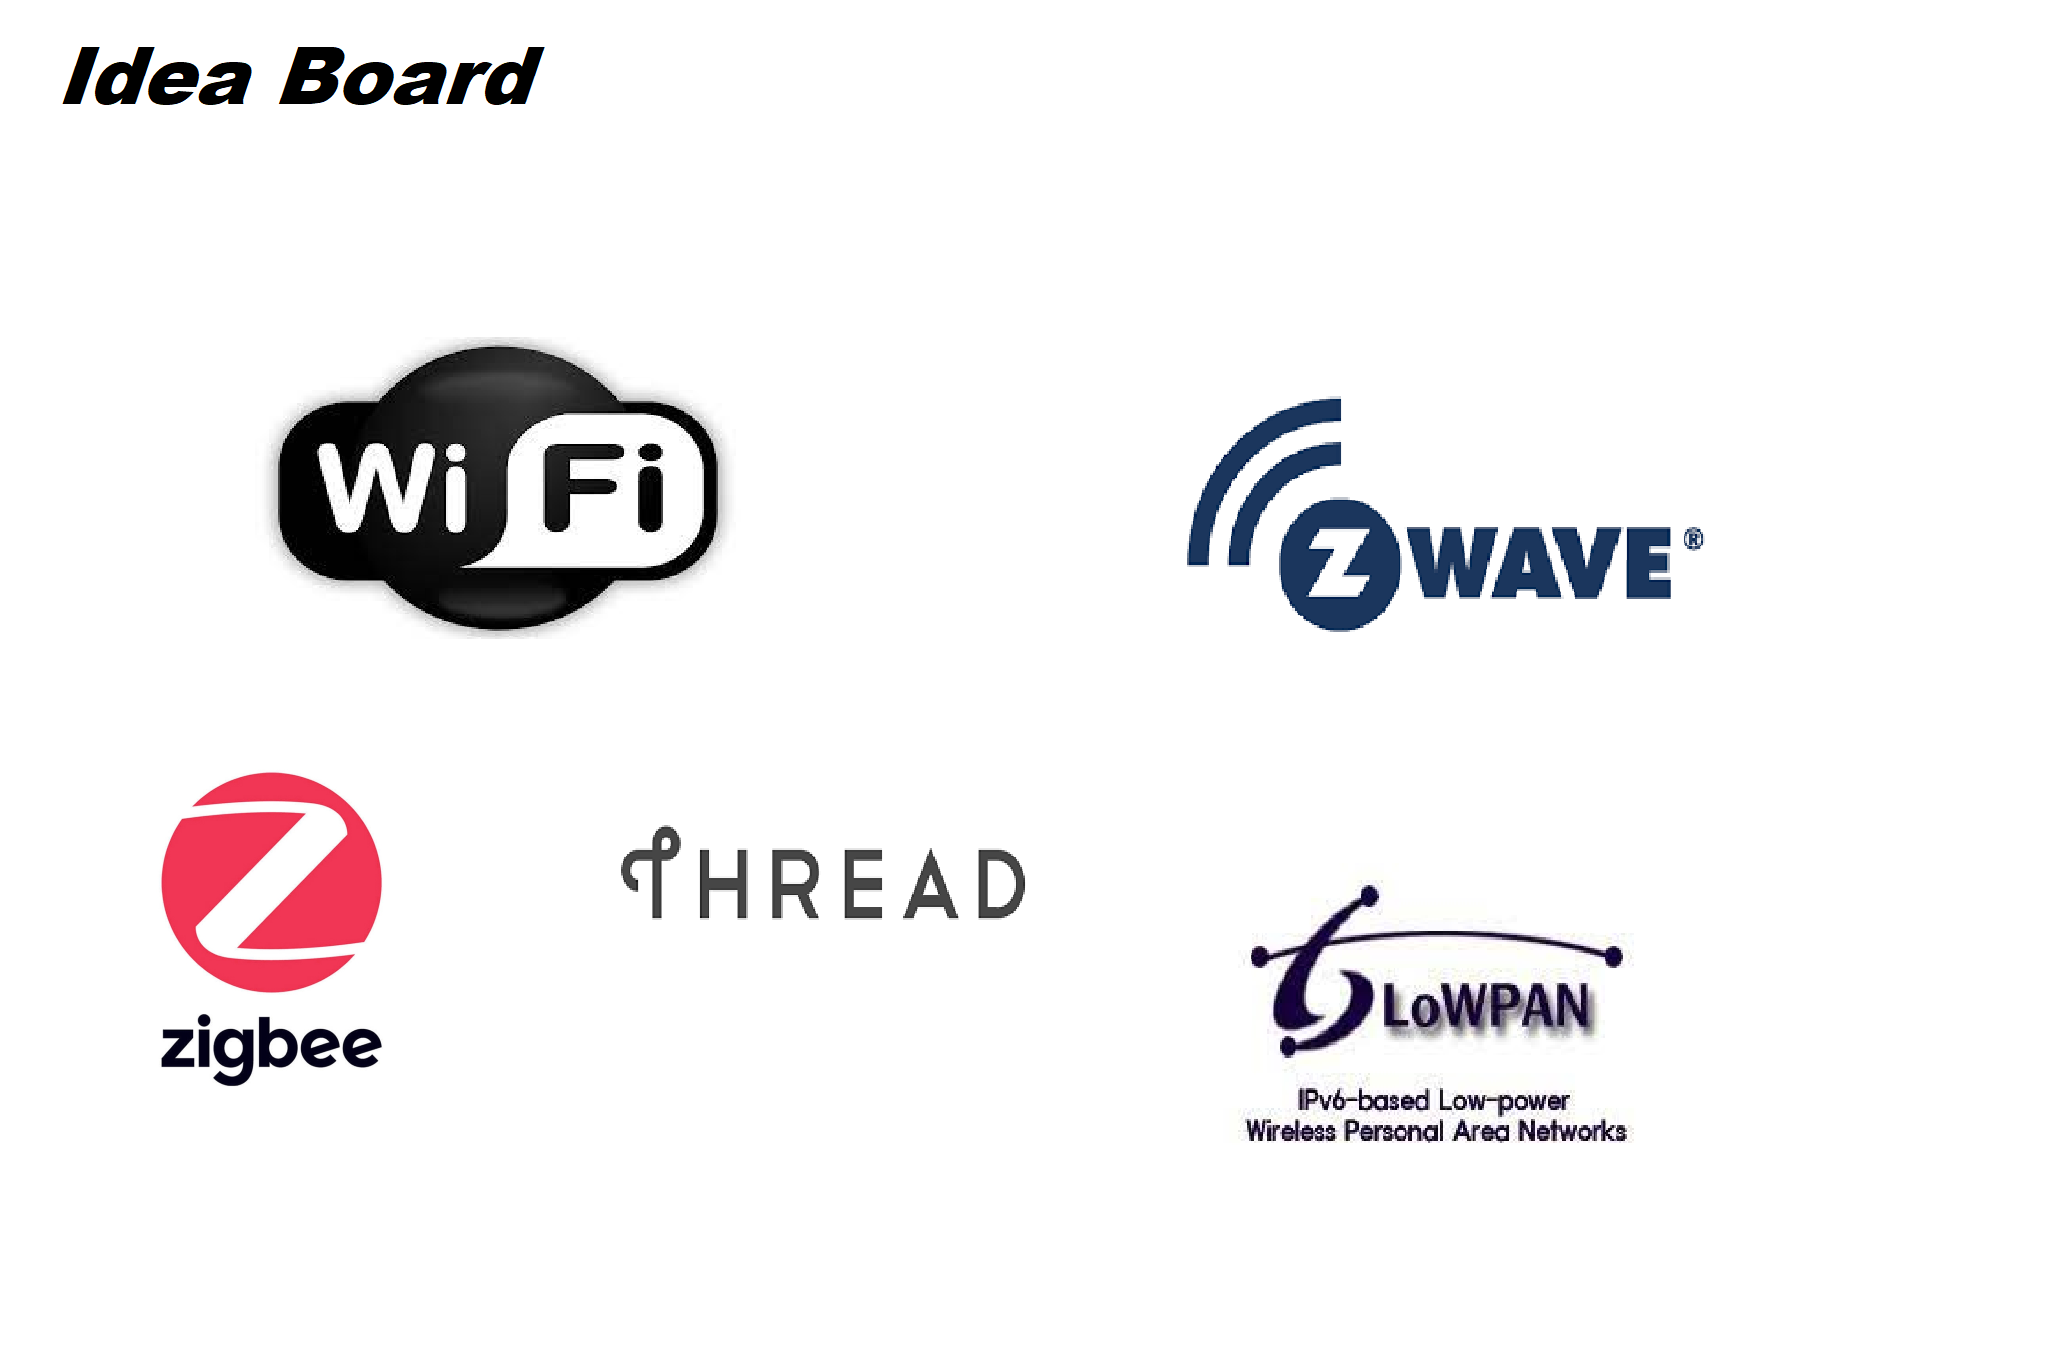 Idea Board
Wi Fi
Z WAVE ®
zigbee
THREAD
6LoWPAN
IPv6-based Low-power
Wireless Personal Area Networks